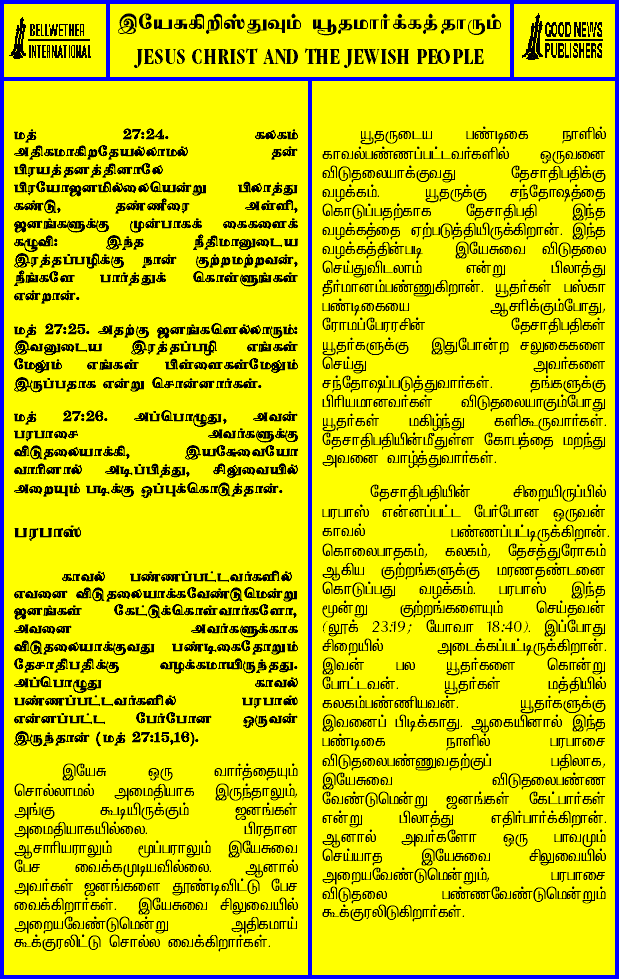 BELLWETHER
INTERNATIONAL
இயேசுகிறிஸ்துவும் யூதமார்க்கத்தாரும்
JESUS CHRIST AND THE JEWISH PEOPLE
GOOD NEWS
PUBLISHERS
மத் 27:24. கலகம்
அதிகமாகிறதேயல்லாமல் தன்
பிரயத்தனத்தினாலே
பிரயோஜனமில்லையென்று பிலாத்து
கண்டு, தண்ணீரை அள்ளி,
ஜனங்களுக்கு முன்பாகக் கைகளைக்
கழுவி: இந்த நீதிமானுடைய
இரத்தப்பழிக்கு நான் குற்றமற்றவன்,
நீங்களே பார்த்துக் கொள்ளுங்கள்
என்றான்.
மத் 27:25. அதற்கு ஜனங்களெல்லாரும்:
இவனுடைய இரத்தப்பழி எங்கள்
மேலும் எங்கள் பிள்ளைகள்மேலும்
இருப்பதாக என்று சொன்னார்கள்.
மத் 27:26. அப்பொழுது, அவன்
பரபாசை அவர்களுக்கு
விடுதலையாக்கி, இயசுேவையோ
வாரினால் அடிப்பித்து, சிலுவையில்
அறையும் படிக்கு ஒப்புக்கொடுத்தான்.
பரபாஸ்
காவல் பண்ணப்பட்டவர்களில்
எவனை விடுதலையாக்கவேண்டுமென்று
ஜனங்கள் கேட்டுக்கொள்வார்களோ,
அவனை அவர்களுக்காக
விடுதலையாக்குவது பண்டிகைதோறும்
தேசாதிபதிக்கு வழக்கமாயிருந்தது.
அப்பொழுது காவல்
பண்ணப்பட்டவர்களில் பரபாஸ்
என்னப்பட்ட பேர்போன ஒருவன்
இருந்தான் (மத் 27:15,16).
இயேசு ஒரு வார்த்தையும்
சொல்லாமல் அமைதியாக இருந்தாலும்,
அங்கு கூடியிருக்கும் ஜனங்கள்
அமைதியாகயில்லை. பிரதான
ஆசாரியராலும் மூப்பராலும் இயேசுவை
பேச வைக்கமுடியவில்லை. ஆனால்
அவர்கள் ஜனங்களை தூண்டிவிட்டு பேச
வைக்கிறார்கள். இயேசுவை சிலுவையில்
அறையவேண்டுமென்று அதிகமாய்
கூக்குரலிட்டு சொல்ல வைக்கிறார்கள்.
யூதருடைய பண்டிகை நாளில்
காவல்பண்ணப்பட்டவர்களில் ஒருவனை
விடுதலையாக்குவது தேசாதிபதிக்கு
வழக்கம். யூதருக்கு சந்தோஷத்தை
கொடுப்பதற்காக தேசாதிபதி இந்த
வழக்கத்தை ஏற்படுத்தியிருக்கிறான். இந்த
வழக்கத்தின்படி இயேசுவை விடுதலை
செய்துவிடலாம் என்று பிலாத்து
தீர்மானம்பண்ணுகிறான். யூதர்கள் பஸ்கா
பண்டிகையை ஆசரிக்கும்போது,
ரோமப்பேரரசின் தேசாதிபதிகள்
யூதர்களுக்கு இதுபோன்ற சலுகைகளை
செய்து அவர்களை
சந்தோஷப்படுத்துவார்கள். தங்களுக்கு
பிரியமானவர்கள் விடுதலையாகும்போது
யூதர்கள் மகிழ்ந்து களிகூருவார்கள்.
தேசாதிபதியின்மீதுள்ள கோபத்தை மறந்து
அவனை வாழ்த்துவார்கள்.
தேசாதிபதியின் சிறையிருப்பில்
பரபாஸ் என்னப்பட்ட பேர்போன ஒருவன்
காவல் பண்ணப்பட்டிருக்கிறான்.
கொலைபாதகம், கலகம், தேசத்துரோகம்
ஆகிய குற்றங்களுக்கு மரணதண்டனை
கொடுப்பது வழக்கம். பரபாஸ் இந்த
மூன்று குற்றங்களையும் செய்தவன்
(லூக் 23:19; யோவா 18:40). இப்போது
சிறையில் அடைக்கப்பட்டிருக்கிறான்.
இவன் பல யூதர்களை கொன்று
போட்டவன். யூதர்கள் மத்தியில்
கலகம்பண்ணியவன். யூதர்களுக்கு
இவனைப் பிடிக்காது. ஆகையினால் இந்த
பண்டிகை நாளில் பரபாசை
விடுதலைபண்ணுவதற்குப் பதிலாக,
இயேசுவை விடுதலைபண்ண
வேண்டுமென்று ஜனங்கள் கேட்பார்கள்
என்று பிலாத்து எதிர்பார்க்கிறான்.
ஆனால் அவர்களோ ஒரு பாவமும்
செய்யாத இயேசுவை சிலுவையில்
அறையவேண்டுமென்றும், பரபாசை
விடுதலை பண்ணவேண்டுமென்றும்
கூக்குரலிடுகிறார்கள்.